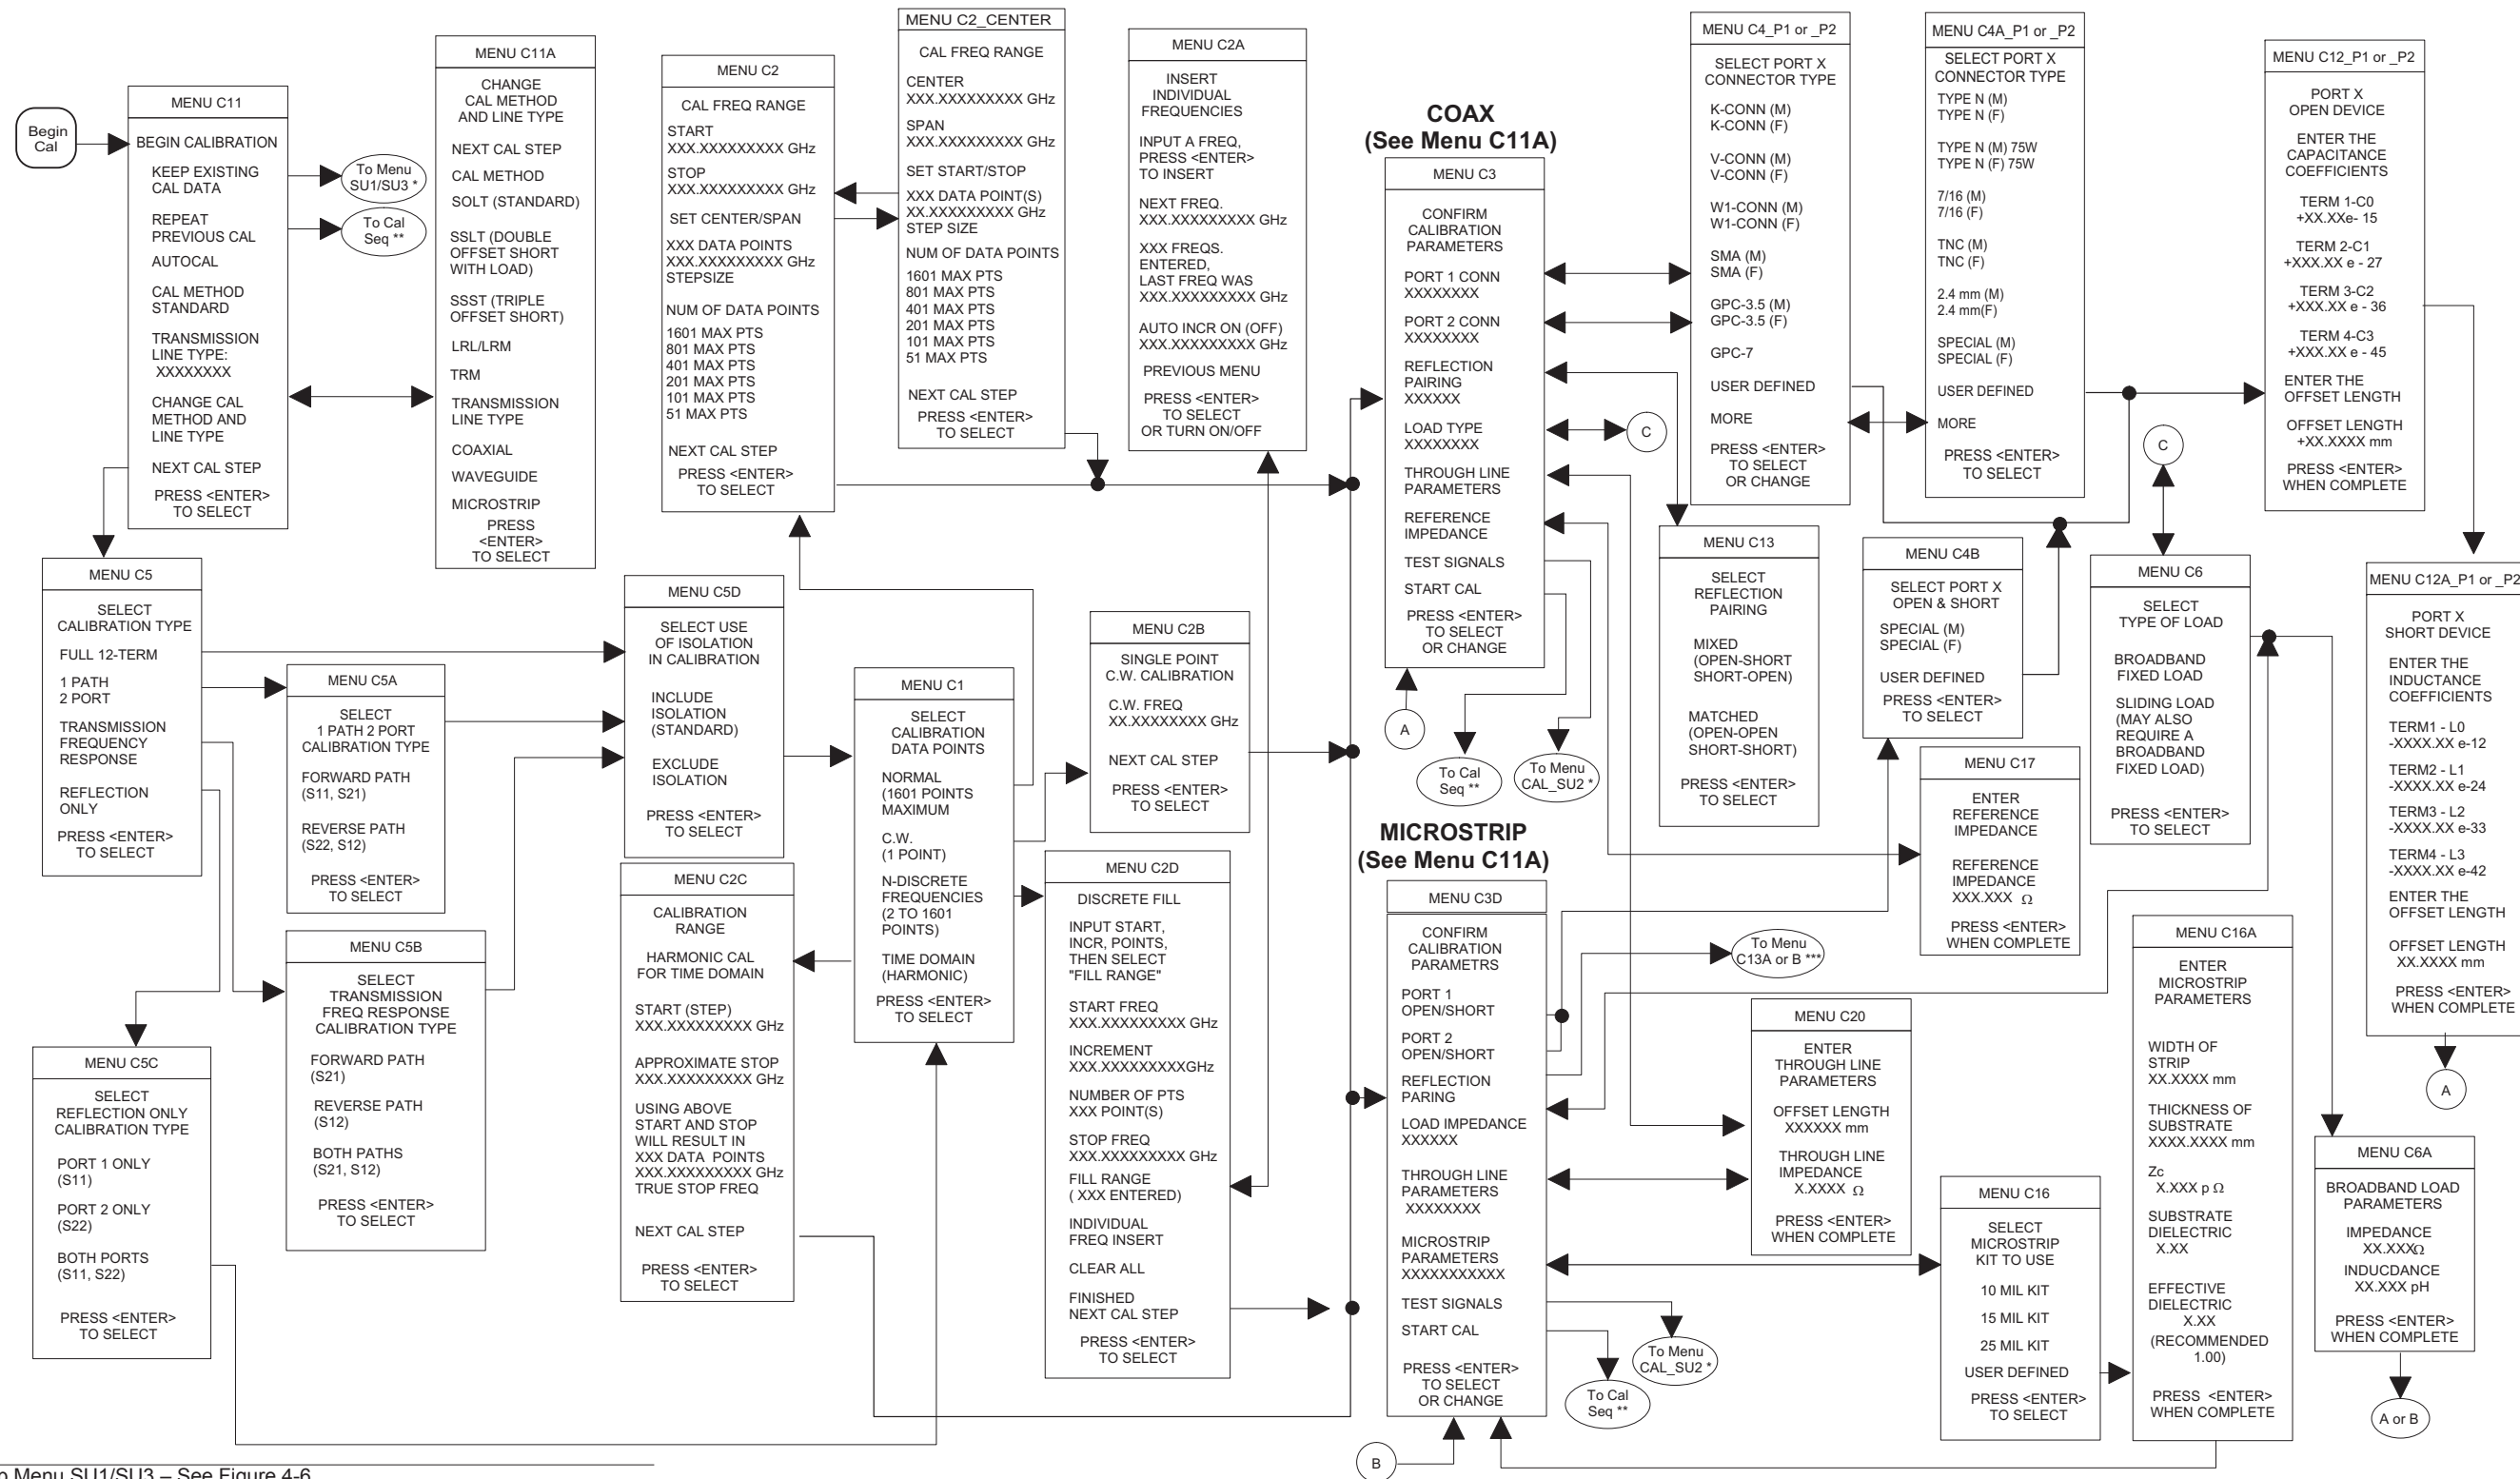 Begin
Cal
MENU C11
BEGIN CALIBRATION
KEEP EXISTING
CAL DATA
REPEAT
PREVIOUS CAL
AUTOCAL
CAL METHOD
STANDARD
TRANSMISSION
LINE TYPE:
XXXXXXXX
CHANGE CAL
METHOD AND
LINE TYPE
NEXT CAL STEP
PRESS <ENTER>
TO SELECT
To Menu
SU1/SU3 *
To Cal
Seq **
MENU C11A
CHANGE
CAL METHOD
AND LINE TYPE
NEXT CAL STEP
CAL METHOD
SOLT (STANDARD)
SSLT (DOUBLE
OFFSET SHORT
WITH LOAD)
SSST (TRIPLE
OFFSET SHORT)
LRL/LRM
TRM
TRANSMISSION
LINE TYPE
COAXIAL
WAVEGUIDE
MICROSTRIP
PRESS
<ENTER>
TO SELECT
MENU C5
SELECT
CALIBRATION TYPE
FULL 12-TERM
1 PATH
2 PORT
TRANSMISSION
FREQUENCY
RESPONSE
REFLECTION
ONLY
PRESS <ENTER>
TO SELECT
MENU C5A
SELECT
1 PATH 2 PORT
CALIBRATION TYPE
FORWARD PATH
(S11, S21)
REVERSE PATH
(S22, S12)
PRESS <ENTER>
TO SELECT
MENU C5B
SELECT
TRANSMISSION
FREQ RESPONSE
CALIBRATION TYPE
FORWARD PATH
(S21)
REVERSE PATH
(S12)
BOTH PATHS
(S21, S12)
PRESS <ENTER>
TO SELECT
MENU C5C
SELECT
REFLECTION ONLY
CALIBRATION TYPE
PORT 1 ONLY
(S11)
PORT 2 ONLY
(S22)
BOTH PORTS
(S11, S22)
PRESS <ENTER>
TO SELECT
MENU C2
CAL FREQ RANGE
START
XXX.XXXXXXXXX GHz
STOP
XXX.XXXXXXXXX GHz
SET CENTER/SPAN
XXX DATA POINTS
XXX.XXXXXXXXX GHz
STEPSIZE
NUM OF DATA POINTS
1601 MAX PTS
801 MAX PTS
401 MAX PTS
201 MAX PTS
101 MAX PTS
51 MAX PTS
NEXT CAL STEP
PRESS <ENTER>
TO SELECT
MENU C2_CENTER
CAL FREQ RANGE
CENTER
XXX.XXXXXXXXX GHz
SPAN
XXX.XXXXXXXXX GHz
SET START/STOP
XXX DATA POINT(S)
XX.XXXXXXXXX GHz
STEP SIZE
NUM OF DATA POINTS
1601 MAX PTS
801 MAX PTS
401 MAX PTS
201 MAX PTS
101 MAX PTS
51 MAX PTS
NEXT CAL STEP
PRESS <ENTER>
TO SELECT
MENU C2A
INSERT
INDIVIDUAL
FREQUENCIES
INPUT A FREQ,
PRESS <ENTER>
TO INSERT
NEXT FREQ.
XXX.XXXXXXXXX GHz
XXX FREQS.
ENTERED,
LAST FREQ WAS
XXX.XXXXXXXXX GHz
AUTO INCR ON (OFF)
XXX.XXXXXXXXX GHz
PREVIOUS MENU
PRESS <ENTER>
TO SELECT
OR TURN ON/OFF
MENU C5D
SELECT USE
OF ISOLATION
IN CALIBRATION
INCLUDE
ISOLATION
(STANDARD)
EXCLUDE
ISOLATION
PRESS <ENTER>
TO SELECT
MENU C2C
CALIBRATION
RANGE
HARMONIC CAL
FOR TIME DOMAIN
START (STEP)
XXX.XXXXXXXXX GHz
APPROXIMATE STOP
XXX.XXXXXXXXX GHz
USING ABOVE
START AND STOP
WILL RESULT IN
XXX DATA POINTS
XXX.XXXXXXXXX GHz
TRUE STOP FREQ
NEXT CAL STEP
PRESS <ENTER>
TO SELECT
MENU C1
SELECT
CALIBRATION
DATA POINTS
NORMAL
(1601 POINTS
MAXIMUM
C.W.
(1 POINT)
N-DISCRETE
FREQUENCIES
(2 TO 1601
POINTS)
TIME DOMAIN
(HARMONIC)
PRESS <ENTER>
TO SELECT
MENU C2B
SINGLE POINT
C.W. CALIBRATION
C.W. FREQ
XX.XXXXXXXX GHz
NEXT CAL STEP
PRESS <ENTER>
TO SELECT
MENU C2D
DISCRETE FILL
INPUT START,
INCR, POINTS,
THEN SELECT
"FILL RANGE"
START FREQ
XXX.XXXXXXXXX GHz
INCREMENT
XXX.XXXXXXXXXGHz
NUMBER OF PTS
XXX POINT(S)
STOP FREQ
XXX.XXXXXXXXX GHz
FILL RANGE
( XXX ENTERED)
INDIVIDUAL
FREQ INSERT
CLEAR ALL
FINISHED
NEXT CAL STEP
PRESS <ENTER>
TO SELECT
COAX
(See Menu C11A)
MENU C3
CONFIRM
CALIBRATION
PARAMETERS
PORT 1 CONN
XXXXXXXX
PORT 2 CONN
XXXXXXXX
REFLECTION
PAIRING
XXXXXX
LOAD TYPE
XXXXXXXX
THROUGH LINE
PARAMETERS
REFERENCE
IMPEDANCE
TEST SIGNALS
START CAL
PRESS <ENTER>
TO SELECT
OR CHANGE
A
To Cal
Seq **
To Menu
CAL_SU2 *
C
MICROSTRIP
(See Menu C11A)
MENU C3D
CONFIRM
CALIBRATION
PARAMETRS
PORT 1
OPEN/SHORT
PORT 2
OPEN/SHORT
REFLECTION
PARING
LOAD IMPEDANCE
XXXXXX
THROUGH LINE
PARAMETERS
XXXXXXXX
MICROSTRIP
PARAMETERS
XXXXXXXXXXX
TEST SIGNALS
START CAL
PRESS <ENTER>
TO SELECT
OR CHANGE
B
To Cal
Seq **
To Menu
CAL_SU2 *
To Menu
C13A or B ***
MENU C4_P1 or _P2
SELECT PORT X
CONNECTOR TYPE
K-CONN (M)
K-CONN (F)
V-CONN (M)
V-CONN (F)
W1-CONN (M)
W1-CONN (F)
SMA (M)
SMA (F)
GPC-3.5 (M)
GPC-3.5 (F)
GPC-7
USER DEFINED
MORE
PRESS <ENTER>
TO SELECT
OR CHANGE
MENU C4A_P1 or _P2
SELECT PORT X
CONNECTOR TYPE
TYPE N (M)
TYPE N (F)
TYPE N (M) 75W
TYPE N (F) 75W
7/16 (M)
7/16 (F)
TNC (M)
TNC (F)
2.4 mm (M)
2.4 mm(F)
SPECIAL (M)
SPECIAL (F)
USER DEFINED
MORE
PRESS <ENTER>
TO SELECT
MENU C12_P1 or _P2
PORT X
OPEN DEVICE
ENTER THE
CAPACITANCE
COEFFICIENTS
TERM 1-C0
+XX.XXe- 15
TERM 2-C1
+XXX.XX e - 27
TERM 3-C2
+XXX.XX e - 36
TERM 4-C3
+XXX.XX e - 45
ENTER THE
OFFSET LENGTH
OFFSET LENGTH
+XX.XXXX mm
PRESS <ENTER>
WHEN COMPLETE
MENU C13
SELECT
REFLECTION
PAIRING
MIXED
(OPEN-SHORT
SHORT-OPEN)
MATCHED
(OPEN-OPEN
SHORT-SHORT)
PRESS <ENTER>
TO SELECT
MENU C4B
SELECT PORT X
OPEN & SHORT
SPECIAL (M)
SPECIAL (F)
USER DEFINED
PRESS <ENTER>
TO SELECT
C
MENU C6
SELECT
TYPE OF LOAD
BROADBAND
FIXED LOAD
SLIDING LOAD
(MAY ALSO
REQUIRE A
BROADBAND
FIXED LOAD)
PRESS <ENTER>
TO SELECT
MENU C12A_P1 or _P2
PORT X
SHORT DEVICE
ENTER THE
INDUCTANCE
COEFFICIENTS
TERM1 - L0
-XXXX.XX e-12
TERM2 - L1
-XXXX.XX e-24
TERM3 - L2
-XXXX.XX e-33
TERM4 - L3
-XXXX.XX e-42
ENTER THE
OFFSET LENGTH
OFFSET LENGTH
XX.XXXX mm
PRESS <ENTER>
WHEN COMPLETE
A
MENU C17
ENTER
REFERENCE
IMPEDANCE
REFERENCE
IMPEDANCE
XXX.XXX Ω
PRESS <ENTER>
WHEN COMPLETE
MENU C20
ENTER
THROUGH LINE
PARAMETERS
OFFSET LENGTH
XXXXXX mm
THROUGH LINE
IMPEDANCE
X.XXXX Ω
PRESS <ENTER>
WHEN COMPLETE
MENU C16
SELECT
MICROSTRIP
KIT TO USE
10 MIL KIT
15 MIL KIT
25 MIL KIT
USER DEFINED
PRESS <ENTER>
TO SELECT
MENU C16A
ENTER
MICROSTRIP
PARAMETERS
WIDTH OF
STRIP
XX.XXXX mm
THICKNESS OF
SUBSTRATE
XXXX.XXXX mm
Zc
X.XXX p Ω
SUBSTRATE
DIELECTRIC
X.XX
EFFECTIVE
DIELECTRIC
X.XX
(RECOMMENDED
1.00)
PRESS <ENTER>
WHEN COMPLETE
MENU C6A
BROADBAND LOAD
PARAMETERS
IMPEDANCE
XX.XXXΩ
INDUCDANCE
XX.XXX pH
PRESS <ENTER>
WHEN COMPLETE
A or B
Menu SU1/SU3 – See Figure 4-6